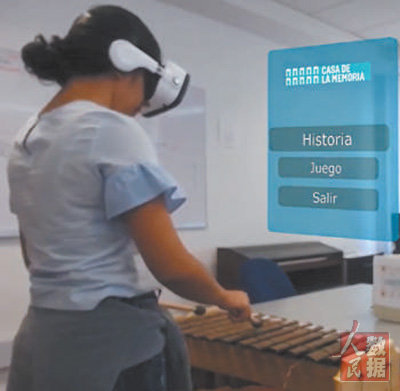 CASA DE
LA MEMORIA
Historia
Juego
Salir
人民数据